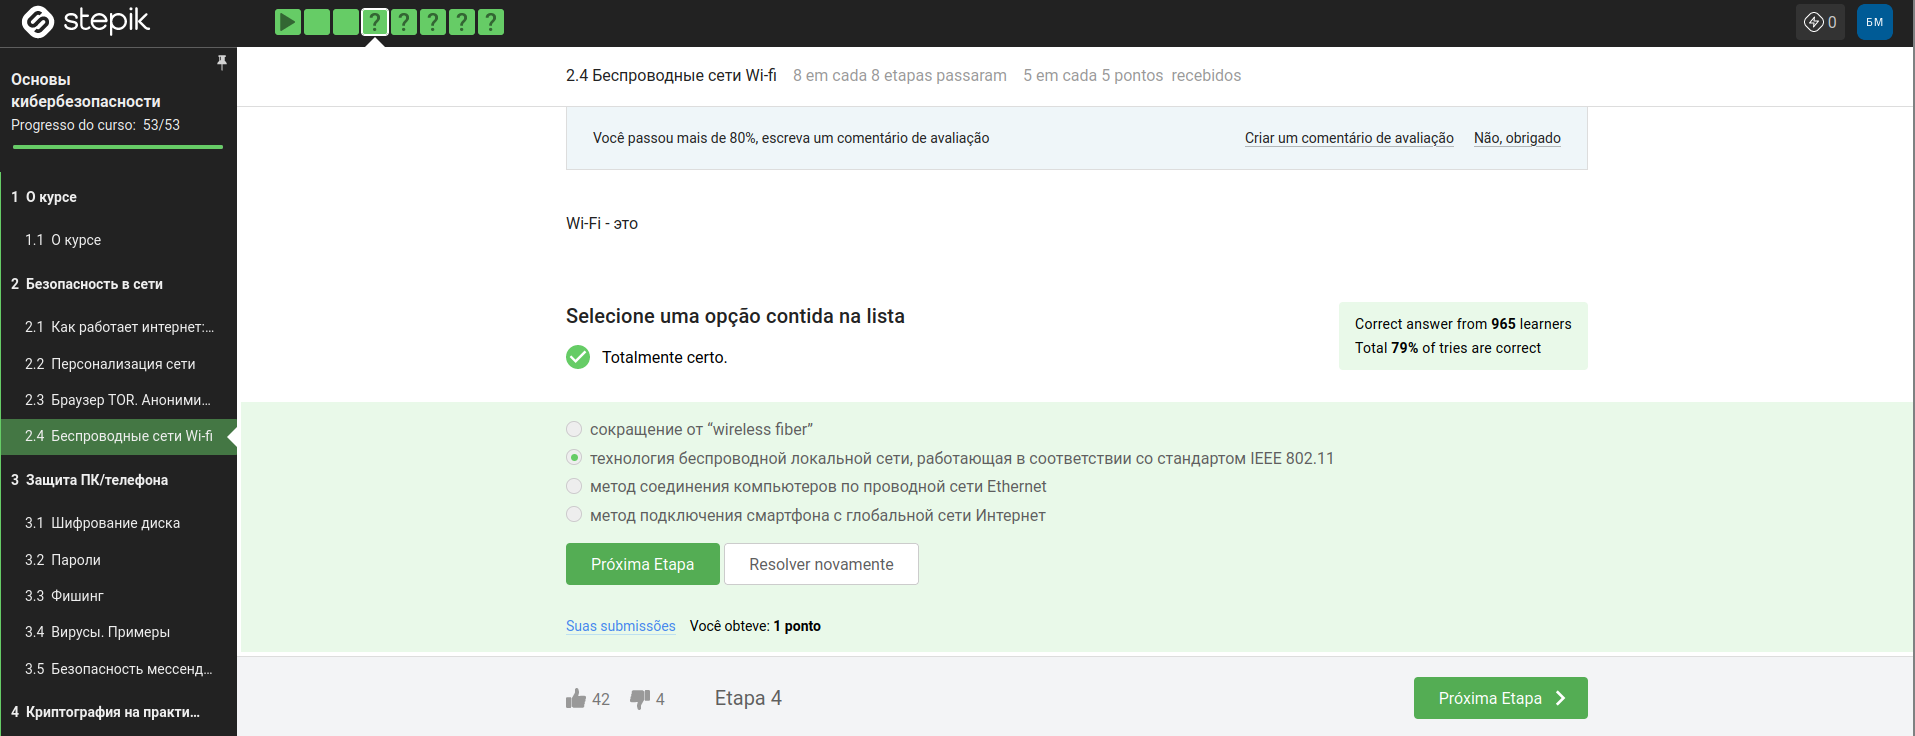 stepik
? ? ? ? ?
0
БМ
Основы
кибербезопасности
Progresso do curso: 53/53
1 О курсе
1.1 О курсе
2 Безопасность в сети
2.1 Как работает интернет:...
2.2 Персонализация сети
2.3 Браузер TOR. Аноними...
2.4 Беспроводные сети Wi-fi
3 Защита ПК/телефона
3.1 Шифрование диска
3.2 Пароли
3.3 Фишинг
3.4 Вирусы. Примеры
3.5 Безопасность мессенд...
4 Криптография на практи...
2.4 Беспроводные сети Wi-fi 8 em cada 8 etapas passaram 5 em cada 5 pontos recebidos
Você passou mais de 80%, escreva um comentário de avaliação Criar um comentário de avaliação Não, obrigado
Wi-Fi - это
Selecione uma opção contida na lista
Totalmente certo.
Correct answer from 965 learners
Total 79% of tries are correct
сокращение от “wireless fiber”
технология беспроводной локальной сети, работающая в соответствии со стандартом IEEE 802.11
метод соединения компьютеров по проводной сети Ethernet
метод подключения смартфона с глобальной сети Интернет
Próxima Etapa Resolver novamente
Suas submissões Você obteve: 1 ponto
42 4 Etapa 4 Próxima Etapa